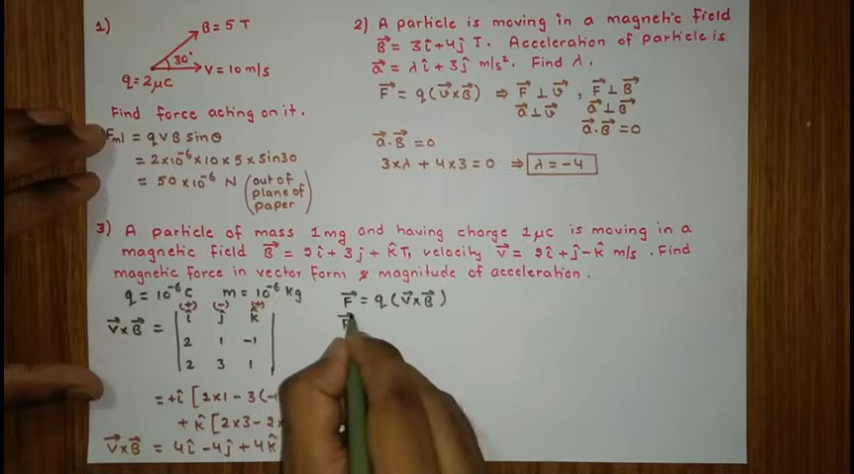 1)
B = 5 T
30°
V = 10 m/s
q = 2μC
Find force acting on it.
|Fm| = qVB sinθ
= 2×10⁻⁶×10×5×sin30
= 50×10⁻⁶ N (out of plane of paper)
2) A particle is moving in a magnetic field
B⃗ = 3î+4ĵ T. Acceleration of particle is
a⃗ = λî+3ĵ m/s². Find λ.
F⃗ = q(v⃗×B⃗) ⇒ F⃗⊥v⃗ , F⃗⊥B⃗
a⃗⊥v⃗ a⃗⊥B⃗
a⃗.B⃗=0
a⃗.B⃗ =0
3×λ + 4×3=0 ⇒ λ=-4
3) A particle of mass 1mg and having charge 1μC is moving in a
magnetic field B⃗ = 2î+3ĵ+k̂ T, velocity v⃗ = 2î+ĵ-k̂ m/s. Find
magnetic force in vector form & magnitude of acceleration.
q = 10⁻⁶C m = 10⁻⁶ Kg F⃗ = q(v⃗×B⃗)
(+) (-) (+)
v⃗×B⃗ = | î ĵ k̂ |
2 1 -1
2 3 1
= +î [1×1 - 3(-1
+ k̂ [2×3 - 2×
v⃗×B⃗ = 4î -4ĵ +4k̂